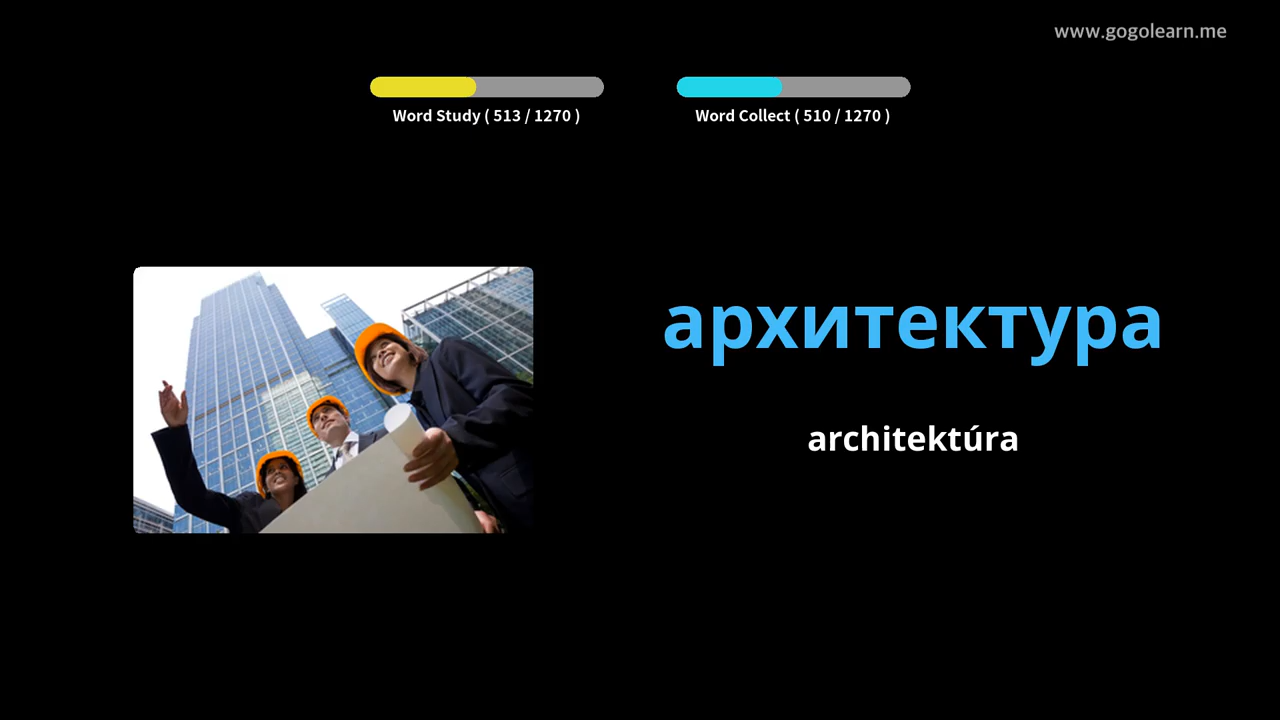 www.gogolearn.me
Word Study ( 513 / 1270 )
Word Collect ( 510 / 1270 )
архитектура
architektúra